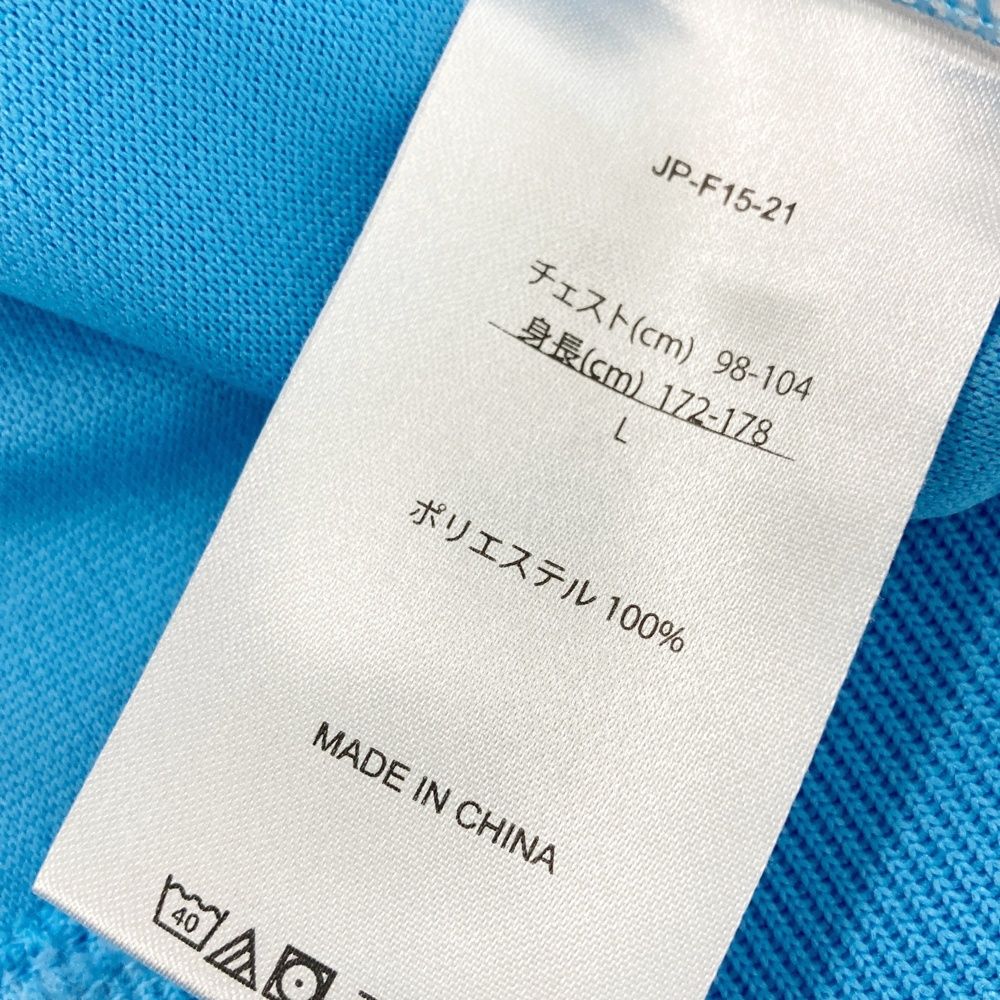 JP-F15-21
チェスト(cm) 98-104
身長(cm) 172-178
L
ポリエステル 100%
MADE IN CHINA
40